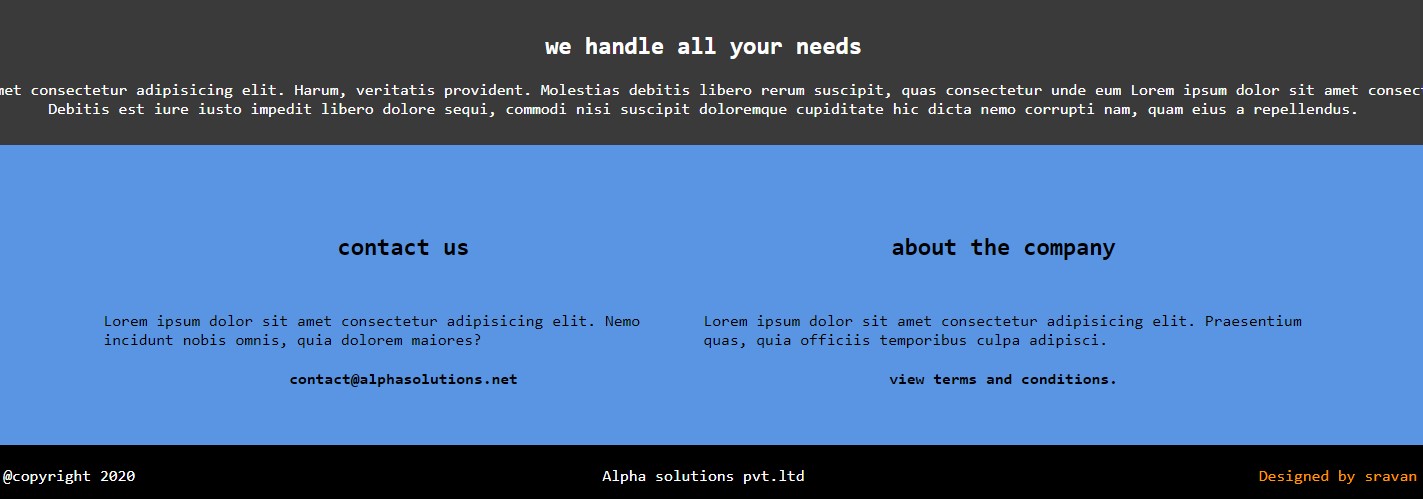 we handle all your needs
consectetur adipisicing elit. Harum, veritatis provident. Molestias debitis libero rerum suscipit, quas consectetur unde eum Lorem ipsum dolor sit amet
Debitis est iure iusto impedit libero dolore sequi, commodi nisi suscipit doloremque cupiditate hic dicta nemo corrupti nam, quam eius a repellendus.
contact us
about the company
Lorem ipsum dolor sit amet consectetur adipisicing elit. Nemo
incidunt nobis omnis, quia dolorem maiores?
Lorem ipsum dolor sit amet consectetur adipisicing elit. Praesentium
quas, quia officiis temporibus culpa adipisci.
contact@alphasolutions.net
view terms and conditions.
@copyright 2020
Alpha solutions pvt.ltd
Designed by sravan